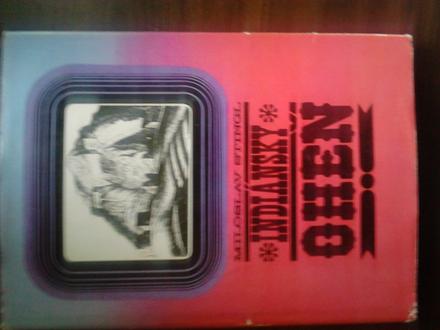 MILOSLAV STINGL
INDIÁNSKÝ
OHEŇ